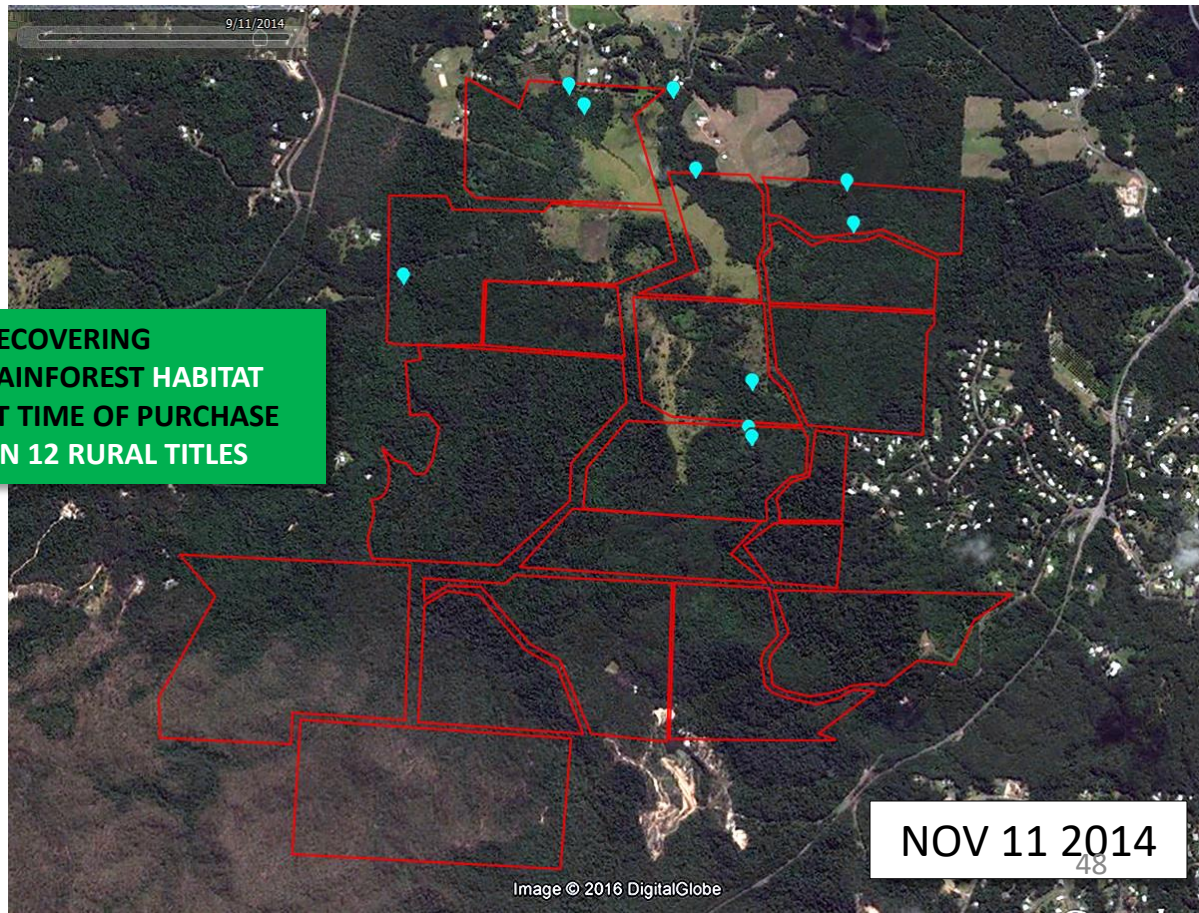 9/11/2014
ECOVERING
AINFOREST HABITAT
T TIME OF PURCHASE
N 12 RURAL TITLES
NOV 11 2014
48
Image © 2016 DigitalGlobe